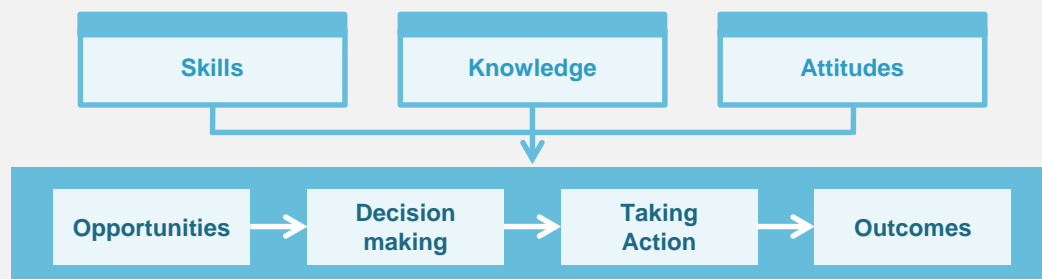 Skills
Knowledge
Attitudes
Opportunities
Decision
making
Taking
Action
Outcomes